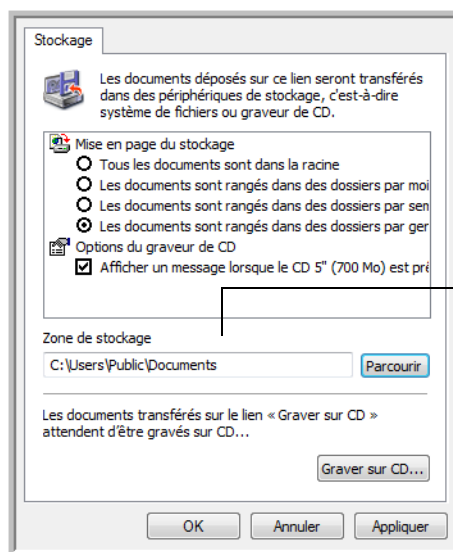 Stockage
Les documents déposés sur ce lien seront transférés
dans des périphériques de stockage, c'est-à-dire
système de fichiers ou graveur de CD.
Mise en page du stockage
Tous les documents sont dans la racine
Les documents sont rangés dans des dossiers par moi
Les documents sont rangés dans des dossiers par sem
Les documents sont rangés dans des dossiers par ger
Options du graveur de CD
Afficher un message lorsque le CD 5" (700 Mo) est pré
Zone de stockage
C:\Users\Public\Documents
Parcourir
Les documents transférés sur le lien « Graver sur CD »
attendent d'être gravés sur CD...
Graver sur CD...
OK
Annuler
Appliquer